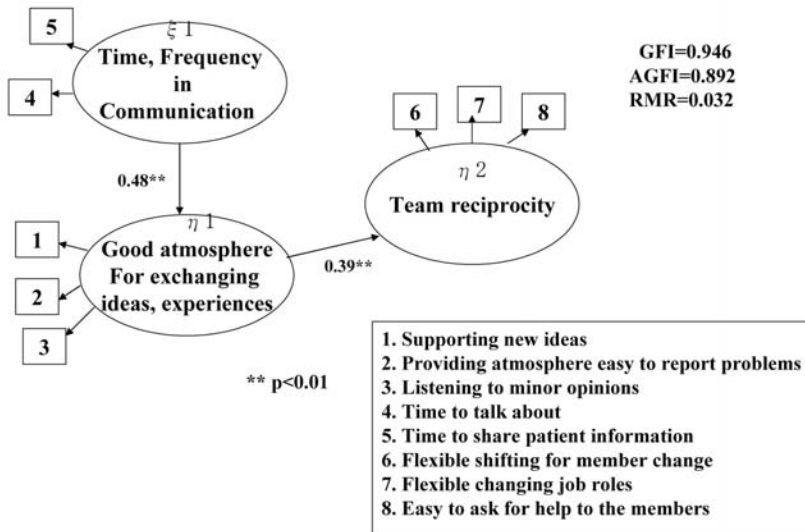 ξ 1
5
Time, Frequency
in
Communication
4
GFI=0.946
AGFI=0.892
RMR=0.032
6
7
8
η 2
Team reciprocity
0.48**
η 1
1
Good atmosphere
For exchanging
ideas, experiences
2
3
0.39**
** p<0.01
1. Supporting new ideas
2. Providing atmosphere easy to report problems
3. Listening to minor opinions
4. Time to talk about
5. Time to share patient information
6. Flexible shifting for member change
7. Flexible changing job roles
8. Easy to ask for help to the members